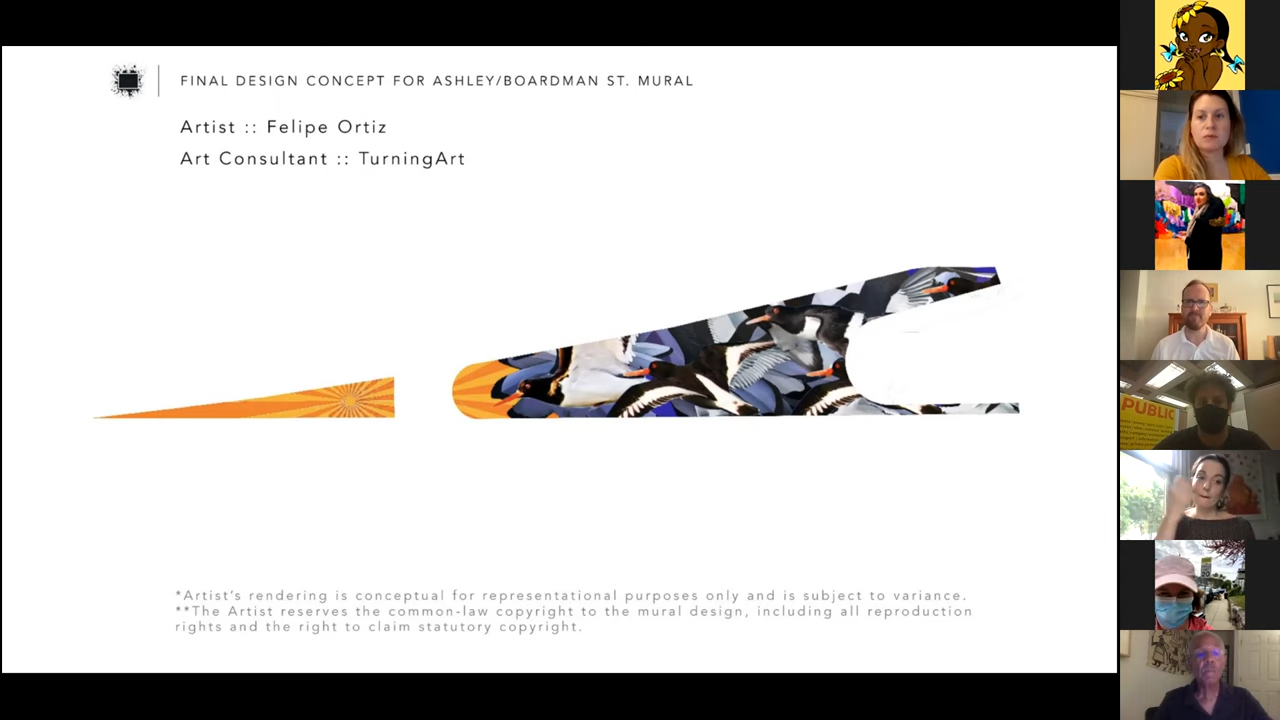 FINAL DESIGN CONCEPT FOR ASHLEY/BOARDMAN ST. MURAL
Artist :: Felipe Ortiz
Art Consultant :: TurningArt
*Artist's rendering is conceptual for representational purposes only and is subject to variance.
**The Artist reserves the common-law copyright to the mural design, including all reproduction
rights and the right to claim statutory copyright.
PUBLIC